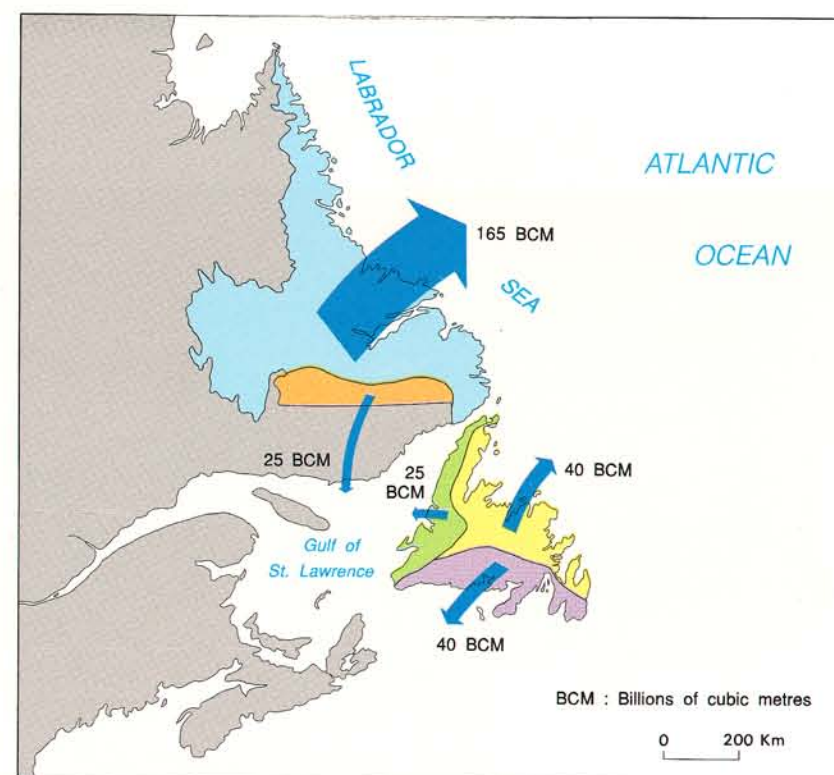 LABRADOR
SEA
ATLANTIC
OCEAN
165 BCM
25 BCM
25
BCM
40 BCM
Gulf of
St. Lawrence
40 BCM
BCM : Billions of cubic metres
0 200 Km